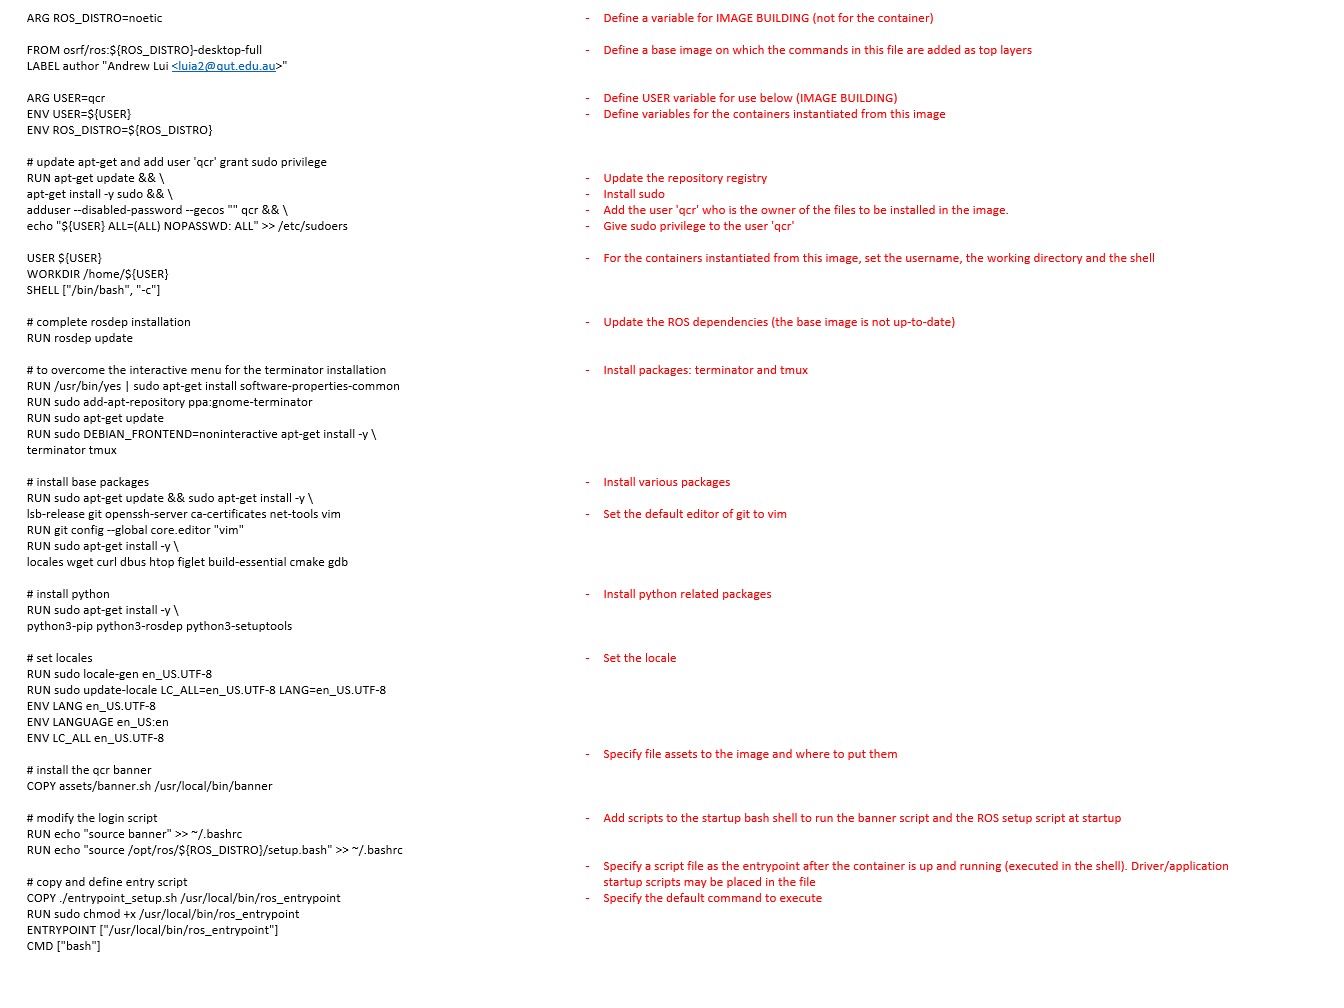 ARG ROS_DISTRO=noetic
- Define a variable for IMAGE BUILDING (not for the container)
FROM osrf/ros:${ROS_DISTRO}-desktop-full
- Define a base image on which the commands in this file are added as top layers
LABEL author "Andrew Lui <luia2@qut.edu.au>"
ARG USER=qcr
- Define USER variable for use below (IMAGE BUILDING)
ENV USER=${USER}
- Define variables for the containers instantiated from this image
ENV ROS_DISTRO=${ROS_DISTRO}
# update apt-get and add user 'qcr' grant sudo privilege
RUN apt-get update && \
- Update the repository registry
apt-get install -y sudo && \
- Install sudo
adduser --disabled-password --gecos "" qcr && \
- Add the user 'qcr' who is the owner of the files to be installed in the image.
echo "${USER} ALL=(ALL) NOPASSWD: ALL" >> /etc/sudoers
- Give sudo privilege to the user 'qcr'
USER ${USER}
- For the containers instantiated from this image, set the username, the working directory and the shell
WORKDIR /home/${USER}
SHELL ["/bin/bash", "-c"]
# complete rosdep installation
- Update the ROS dependencies (the base image is not up-to-date)
RUN rosdep update
# to overcome the interactive menu for the terminator installation
- Install packages: terminator and tmux
RUN /usr/bin/yes | sudo apt-get install software-properties-common
RUN sudo add-apt-repository ppa:gnome-terminator
RUN sudo apt-get update
RUN sudo DEBIAN_FRONTEND=noninteractive apt-get install -y \
terminator tmux
# install base packages
- Install various packages
RUN sudo apt-get update && sudo apt-get install -y \
lsb-release git openssh-server ca-certificates net-tools vim
- Set the default editor of git to vim
RUN git config --global core.editor "vim"
RUN sudo apt-get install -y \
locales wget curl dbus htop figlet build-essential cmake gdb
# install python
- Install python related packages
RUN sudo apt-get install -y \
python3-pip python3-rosdep python3-setuptools
# set locales
- Set the locale
RUN sudo locale-gen en_US.UTF-8
RUN sudo update-locale LC_ALL=en_US.UTF-8 LANG=en_US.UTF-8
ENV LANG en_US.UTF-8
ENV LANGUAGE en_US:en
ENV LC_ALL en_US.UTF-8
- Specify file assets to the image and where to put them
# install the qcr banner
COPY assets/banner.sh /usr/local/bin/banner
# modify the login script
- Add scripts to the startup bash shell to run the banner script and the ROS setup script at startup
RUN echo "source banner" >> ~/.bashrc
RUN echo "source /opt/ros/${ROS_DISTRO}/setup.bash" >> ~/.bashrc
- Specify a script file as the entrypoint after the container is up and running (executed in the shell). Driver/application
# copy and define entry script
startup scripts may be placed in the file
COPY ./entrypoint_setup.sh /usr/local/bin/ros_entrypoint
- Specify the default command to execute
RUN sudo chmod +x /usr/local/bin/ros_entrypoint
ENTRYPOINT ["/usr/local/bin/ros_entrypoint"]
CMD ["bash"]